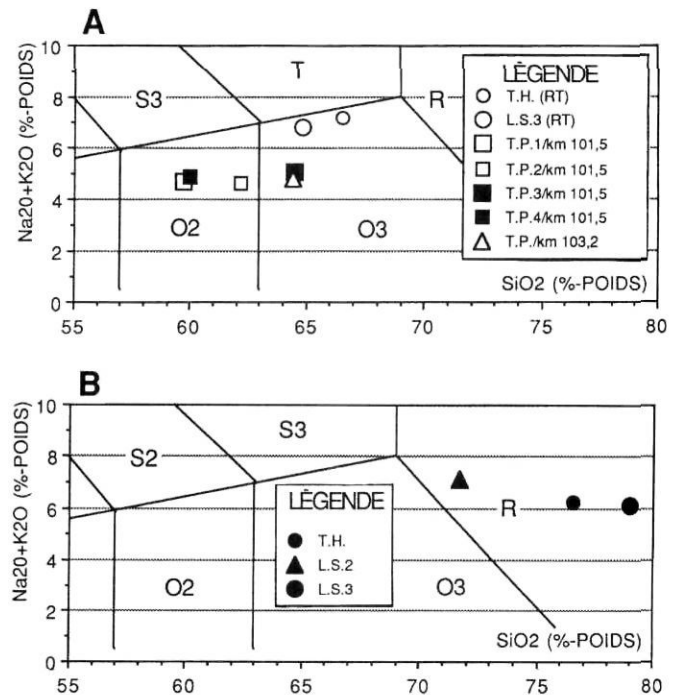 A
Na20+K2O (%-POIDS)
10
8
6
4
2
0
S3
T
R
O2
O3
LÈGENDE
T.H. (RT)
L.S.3 (RT)
T.P.1/km 101,5
T.P.2/km 101,5
T.P.3/km 101,5
T.P.4/km 101,5
T.P./km 103,2
SiO2 (%-POIDS)
55 60 65 70 75 80
B
Na20+K2O (%-POIDS)
10
8
6
4
2
0
S2
S3
R
O2
O3
LÈGENDE
T.H.
L.S.2
L.S.3
SiO2 (%-POIDS)
55 60 65 70 75 80